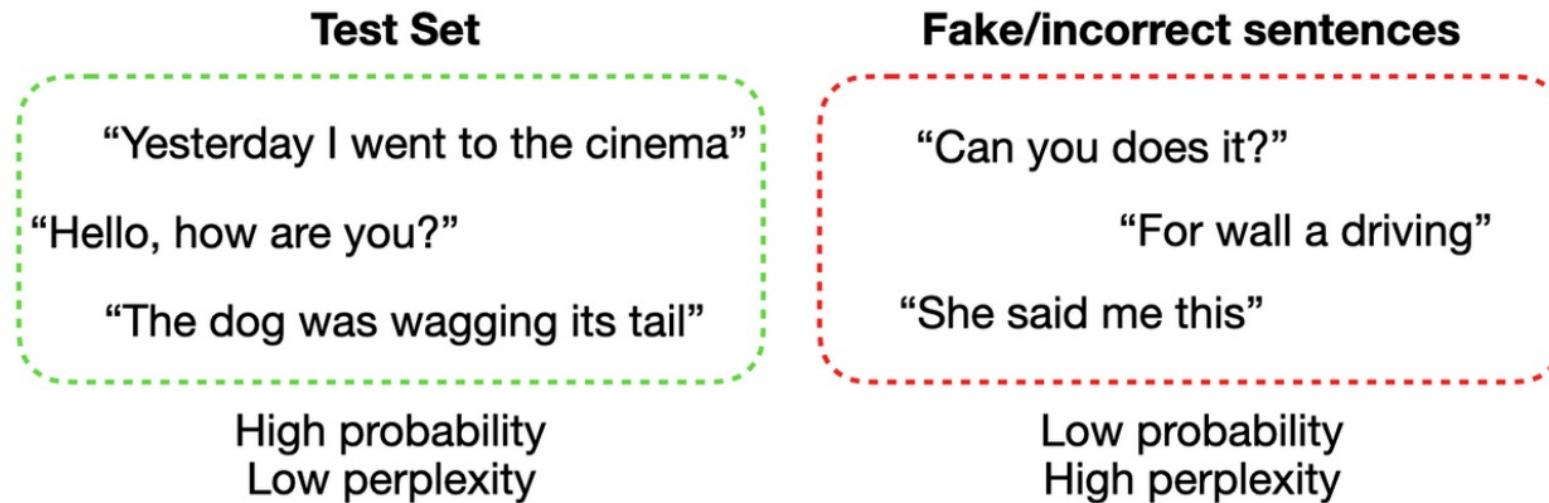 Test Set
“Yesterday I went to the cinema”
“Hello, how are you?”
“The dog was wagging its tail”
High probability
Low perplexity
Fake/incorrect sentences
“Can you does it?”
“For wall a driving”
“She said me this”
Low probability
High perplexity